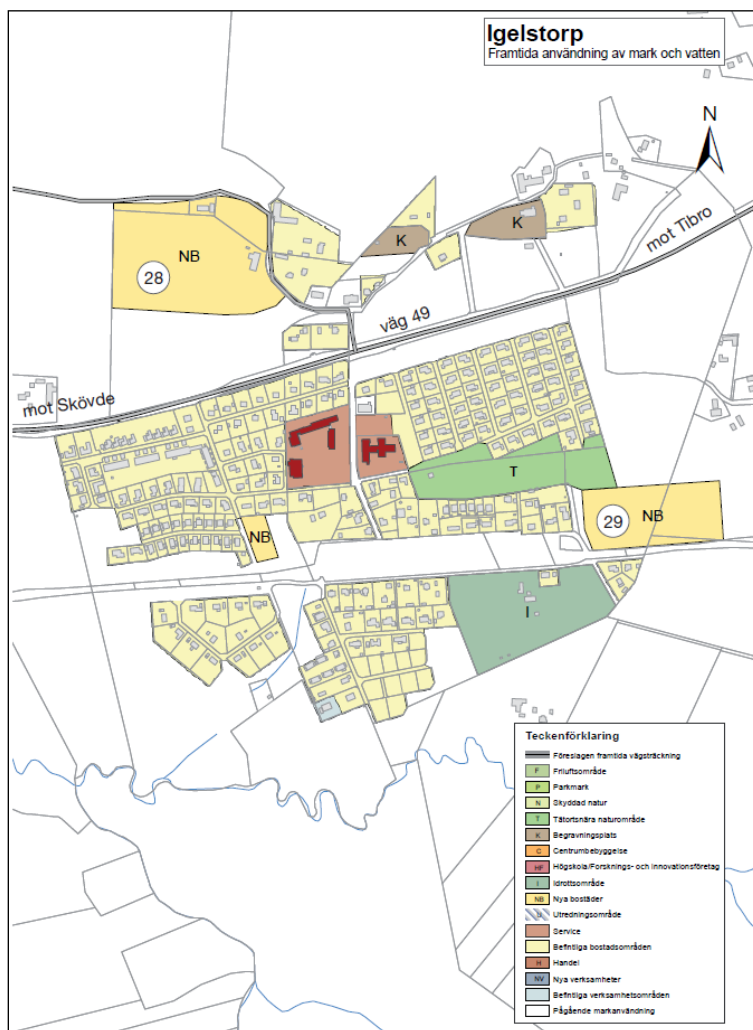 Igelstorp
Framtida användning av mark och vatten
N
K
K
NB
28
mot Tibro
väg 49
mot Skövde
T
NB
29
NB
I
Teckenförklaring
Föreslagen framtida vägsträckning
F Friluftsområde
P Parkmark
N Skyddad natur
T Tätortsnära naturområde
K Begravningsplats
C Centrumbebyggelse
HF Högskola/Forsknings- och innovationsföretag
I Idrottsområde
NB Nya bostäder
U Utredningsområde
Service
Befintliga bostadsområden
H Handel
NV Nya verksamheter
Befintliga verksamhetsområden
Pågående markanvändning